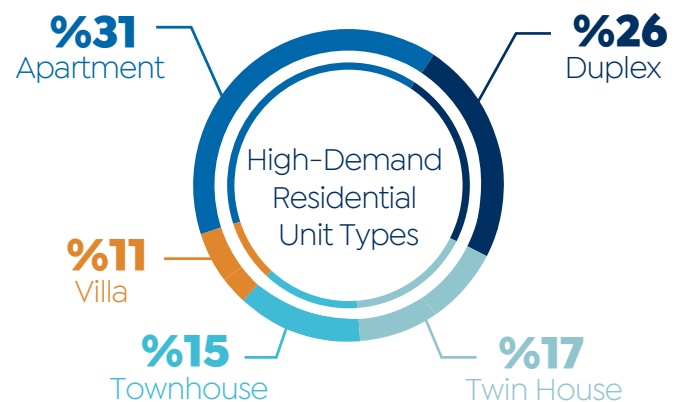 %31
Apartment
%26
Duplex
High-Demand
Residential
Unit Types
%11
Villa
%15
Townhouse
%17
Twin House